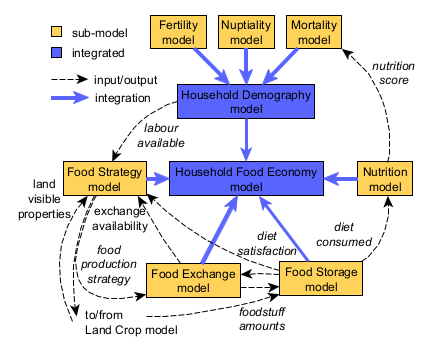 sub-model
integrated
input/output
integration
Fertility
model
Nuptiality
model
Mortality
model
nutrition
score
Household Demography
model
labour
available
Food Strategy
model
Household Food Economy
model
Nutrition
model
land
visible
properties
exchange
availability
food
production
strategy
diet
satisfaction
diet
consumed
Food Exchange
model
Food Storage
model
to/from
Land Crop model
foodstuff
amounts